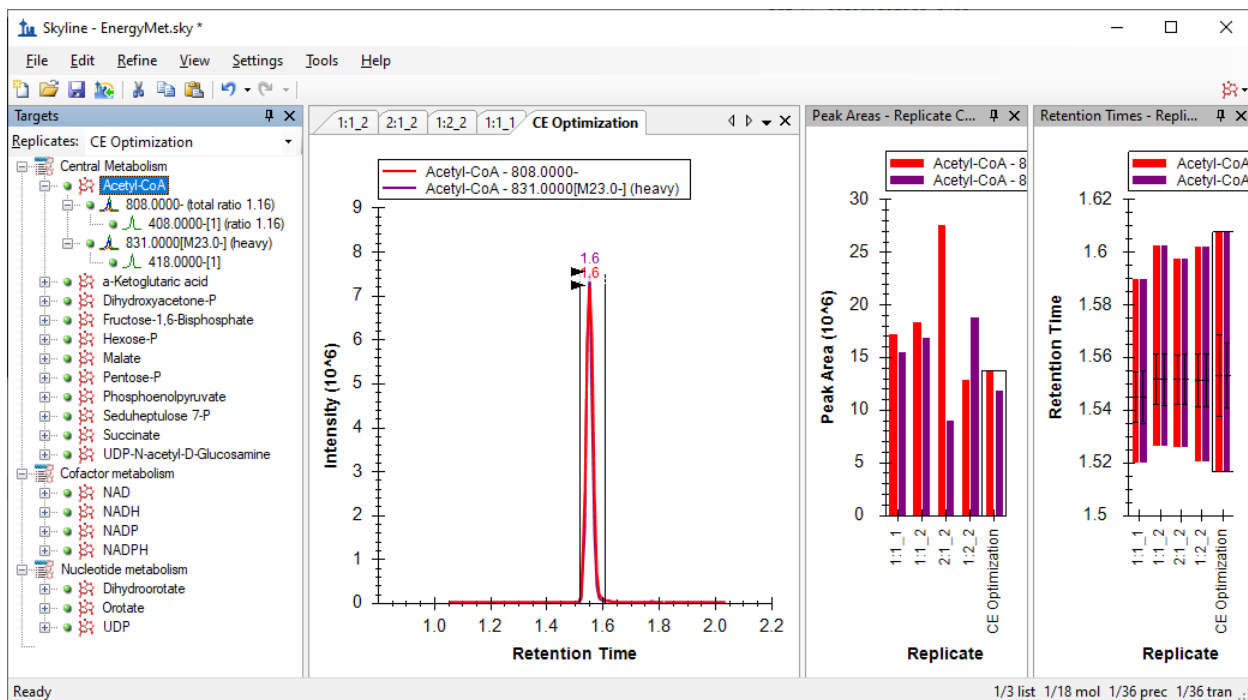 Skyline - EnergyMet.sky *
File Edit Refine View Settings Tools Help
Targets
Replicates: CE Optimization
Central Metabolism
Acetyl-CoA
808.0000- (total ratio 1.16)
408.0000-[1] (ratio 1.16)
831.0000[M23.0-] (heavy)
418.0000-[1]
a-Ketoglutaric acid
Dihydroxyacetone-P
Fructose-1,6-Bisphosphate
Hexose-P
Malate
Pentose-P
Phosphoenolpyruvate
Seduheptulose 7-P
Succinate
UDP-N-acetyl-D-Glucosamine
Cofactor metabolism
NAD
NADH
NADP
NADPH
Nucleotide metabolism
Dihydroorotate
Orotate
UDP
1:1_2 2:1_2 1:2_2 1:1_1 CE Optimization
Acetyl-CoA - 808.0000-
Acetyl-CoA - 831.0000[M23.0-] (heavy)
Intensity (10^6)
9
8
7
6
5
4
3
2
1
0
1.6
1.6
1.0 1.2 1.4 1.6 1.8 2.0 2.2
Retention Time
Peak Areas - Replicate C...
Acetyl-CoA - 8
Acetyl-CoA - 8
Peak Area (10^6)
30
25
20
15
10
5
0
1:1_1
1:1_2
2:1_2
1:2_2
CE Optimization
Replicate
Retention Times - Repli...
Acetyl-CoA
Acetyl-CoA
Retention Time
1.62
1.6
1.58
1.56
1.54
1.52
1.5
1:1_1
1:1_2
2:1_2
1:2_2
CE Optimization
Replicate
Ready
1/3 list 1/18 mol 1/36 prec 1/36 tran